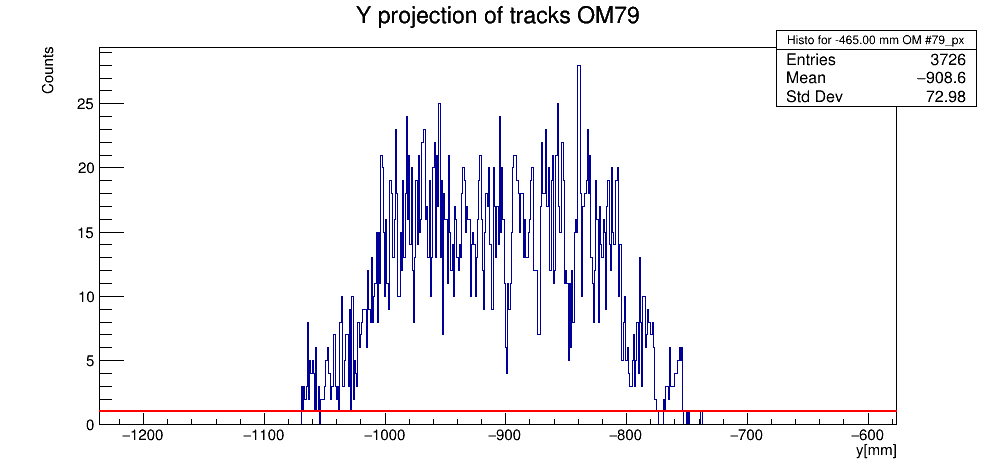 Y projection of tracks OM79
Histo for -465.00 mm OM #79_px
Entries 3726
Mean −908.6
Std Dev 72.98
Counts
25
20
15
10
5
0
−1200 −1100 −1000 −900 −800 −700 −600
y[mm]